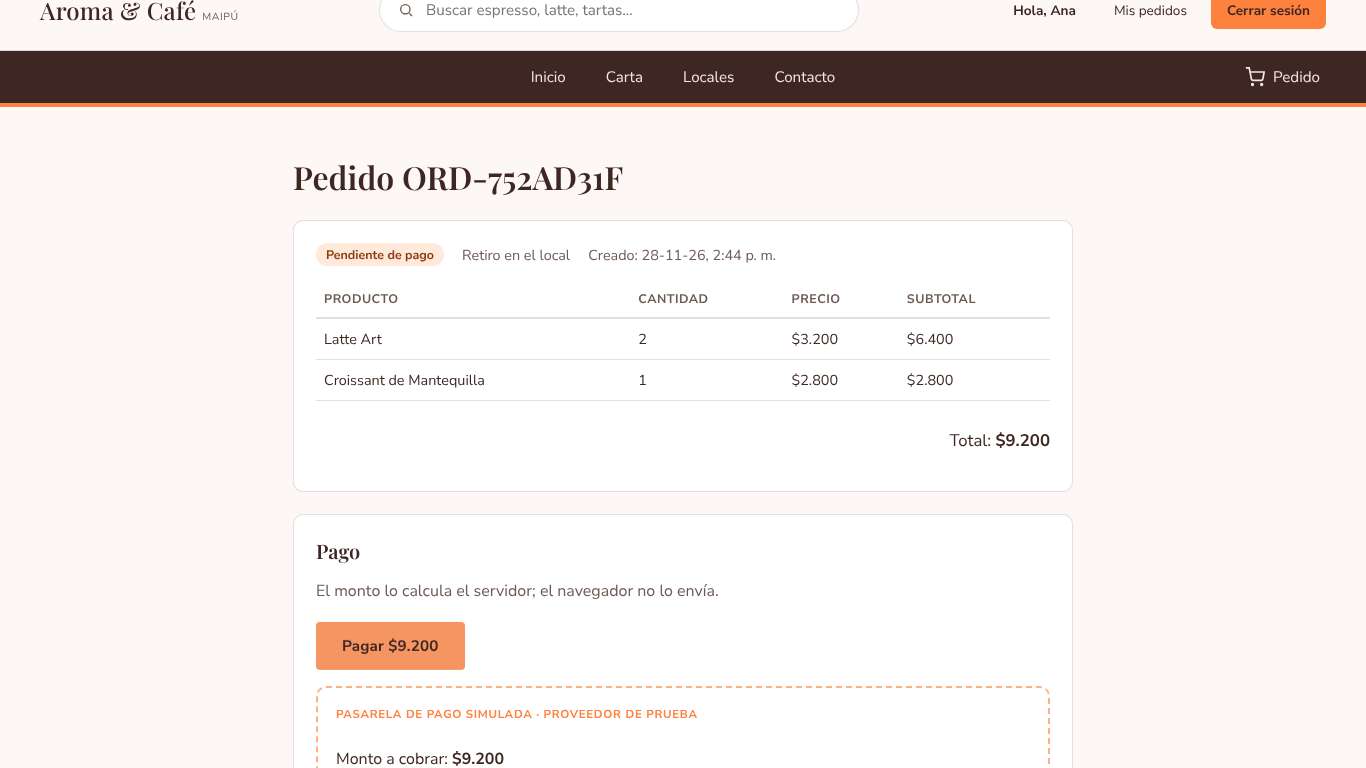 Aroma & Café MAIPÚ
Buscar espresso, latte, tartas...
Hola, Ana
Mis pedidos
Cerrar sesión
Inicio
Carta
Locales
Contacto
Pedido
Pedido ORD-752AD31F
Pendiente de pago
Retiro en el local
Creado: 28-11-26, 2:44 p. m.
PRODUCTO CANTIDAD PRECIO SUBTOTAL
Latte Art 2 $3.200 $6.400
Croissant de Mantequilla 1 $2.800 $2.800
Total: $9.200
Pago
El monto lo calcula el servidor; el navegador no lo envía.
Pagar $9.200
PASARELA DE PAGO SIMULADA · PROVEEDOR DE PRUEBA
Monto a cobrar: $9.200